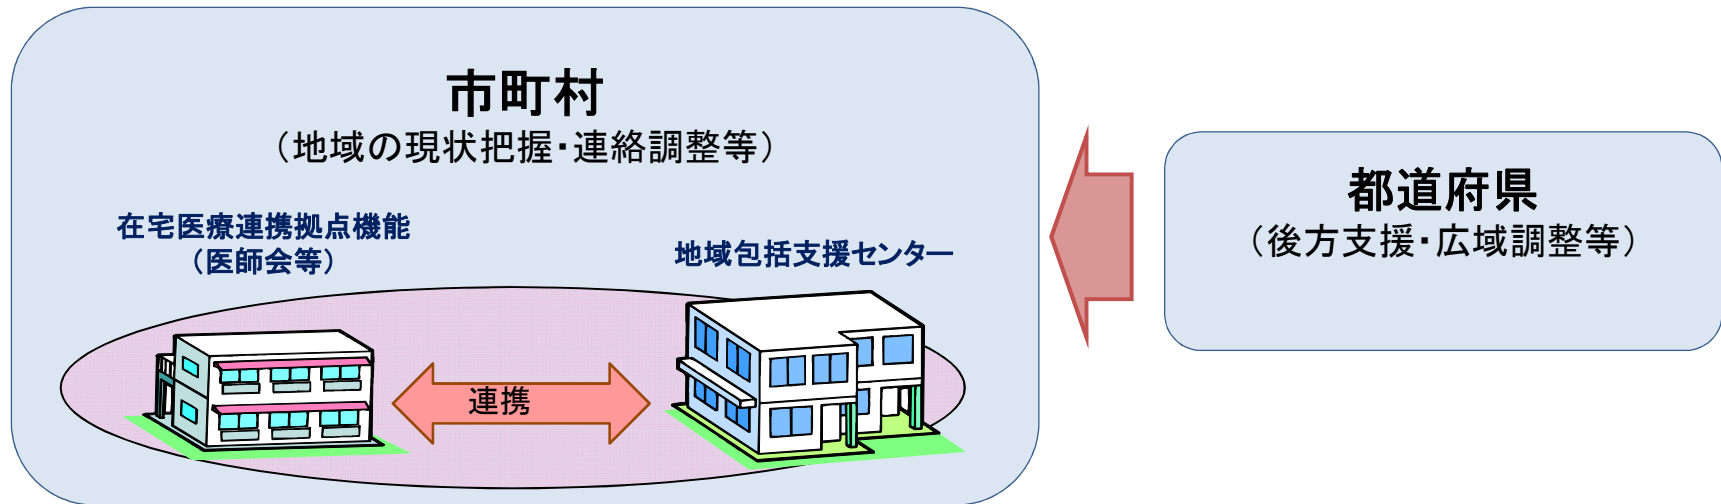 市町村
（地域の現状把握・連絡調整等）
在宅医療連携拠点機能
（医師会等）
地域包括支援センター
連携
都道府県
（後方支援・広域調整等）